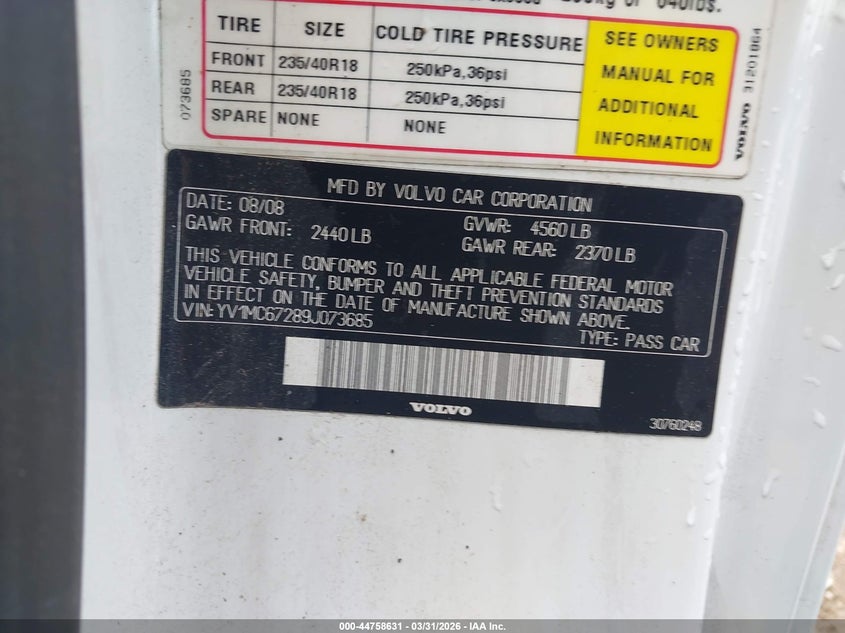 kg or 640lbs.
TIRE SIZE COLD TIRE PRESSURE
FRONT 235/40R18 250kPa,36psi
REAR 235/40R18 250kPa,36psi
SPARE NONE NONE
SEE OWNERS
MANUAL FOR
ADDITIONAL
INFORMATION
073685
VOLVO 31201864
MFD BY VOLVO CAR CORPORATION
DATE: 08/08 GVWR: 4560 LB
GAWR FRONT: 2440 LB GAWR REAR: 2370 LB
THIS VEHICLE CONFORMS TO ALL APPLICABLE FEDERAL MOTOR
VEHICLE SAFETY, BUMPER AND THEFT PREVENTION STANDARDS
IN EFFECT ON THE DATE OF MANUFACTURE SHOWN ABOVE.
VIN: YV1MC67289J073685 TYPE: PASS CAR
VOLVO
30760248
000-44758631 - 03/31/2026 - IAA Inc.